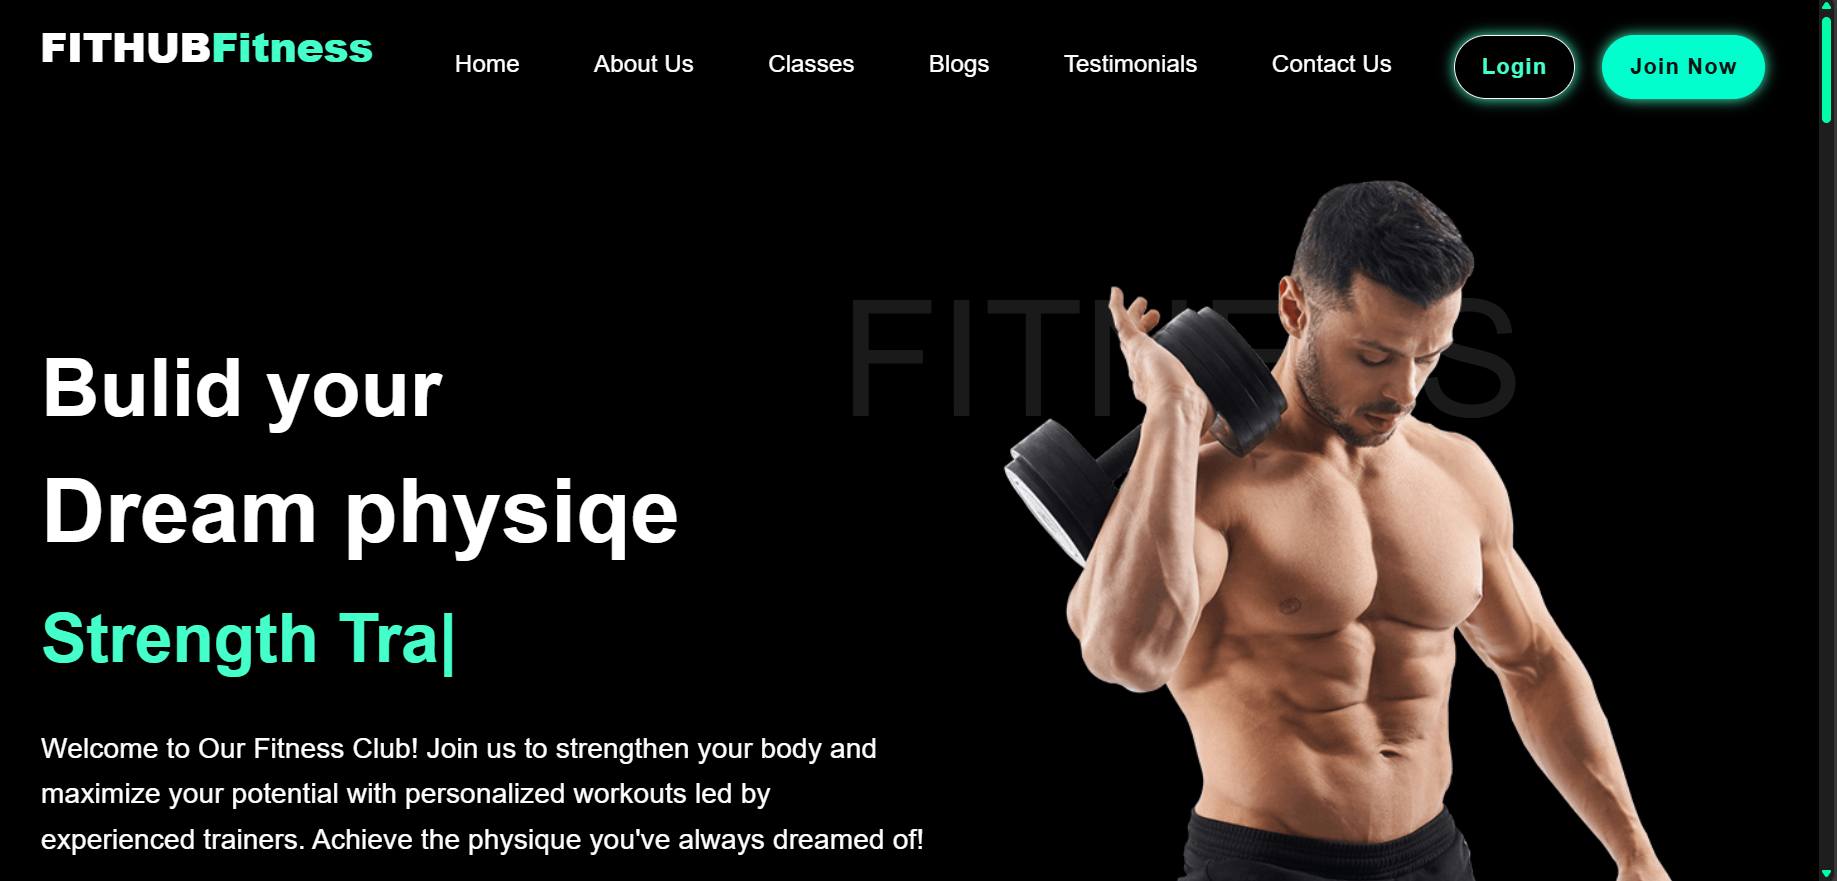 FITHUBFitness
Home About Us Classes Blogs Testimonials Contact Us Login Join Now
FITNESS
Bulid your
Dream physiqe
Strength Tra|
Welcome to Our Fitness Club! Join us to strengthen your body and
maximize your potential with personalized workouts led by
experienced trainers. Achieve the physique you've always dreamed of!